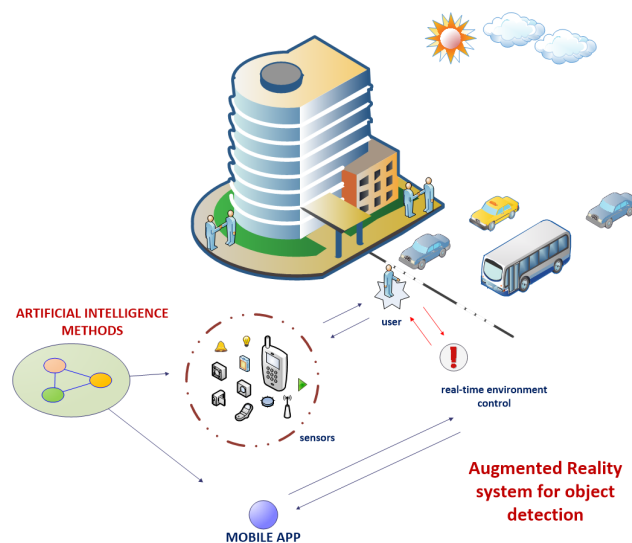 ARTIFICIAL INTELLIGENCE
METHODS
user
sensors
real-time environment
control
MOBILE APP
Augmented Reality
system for object
detection